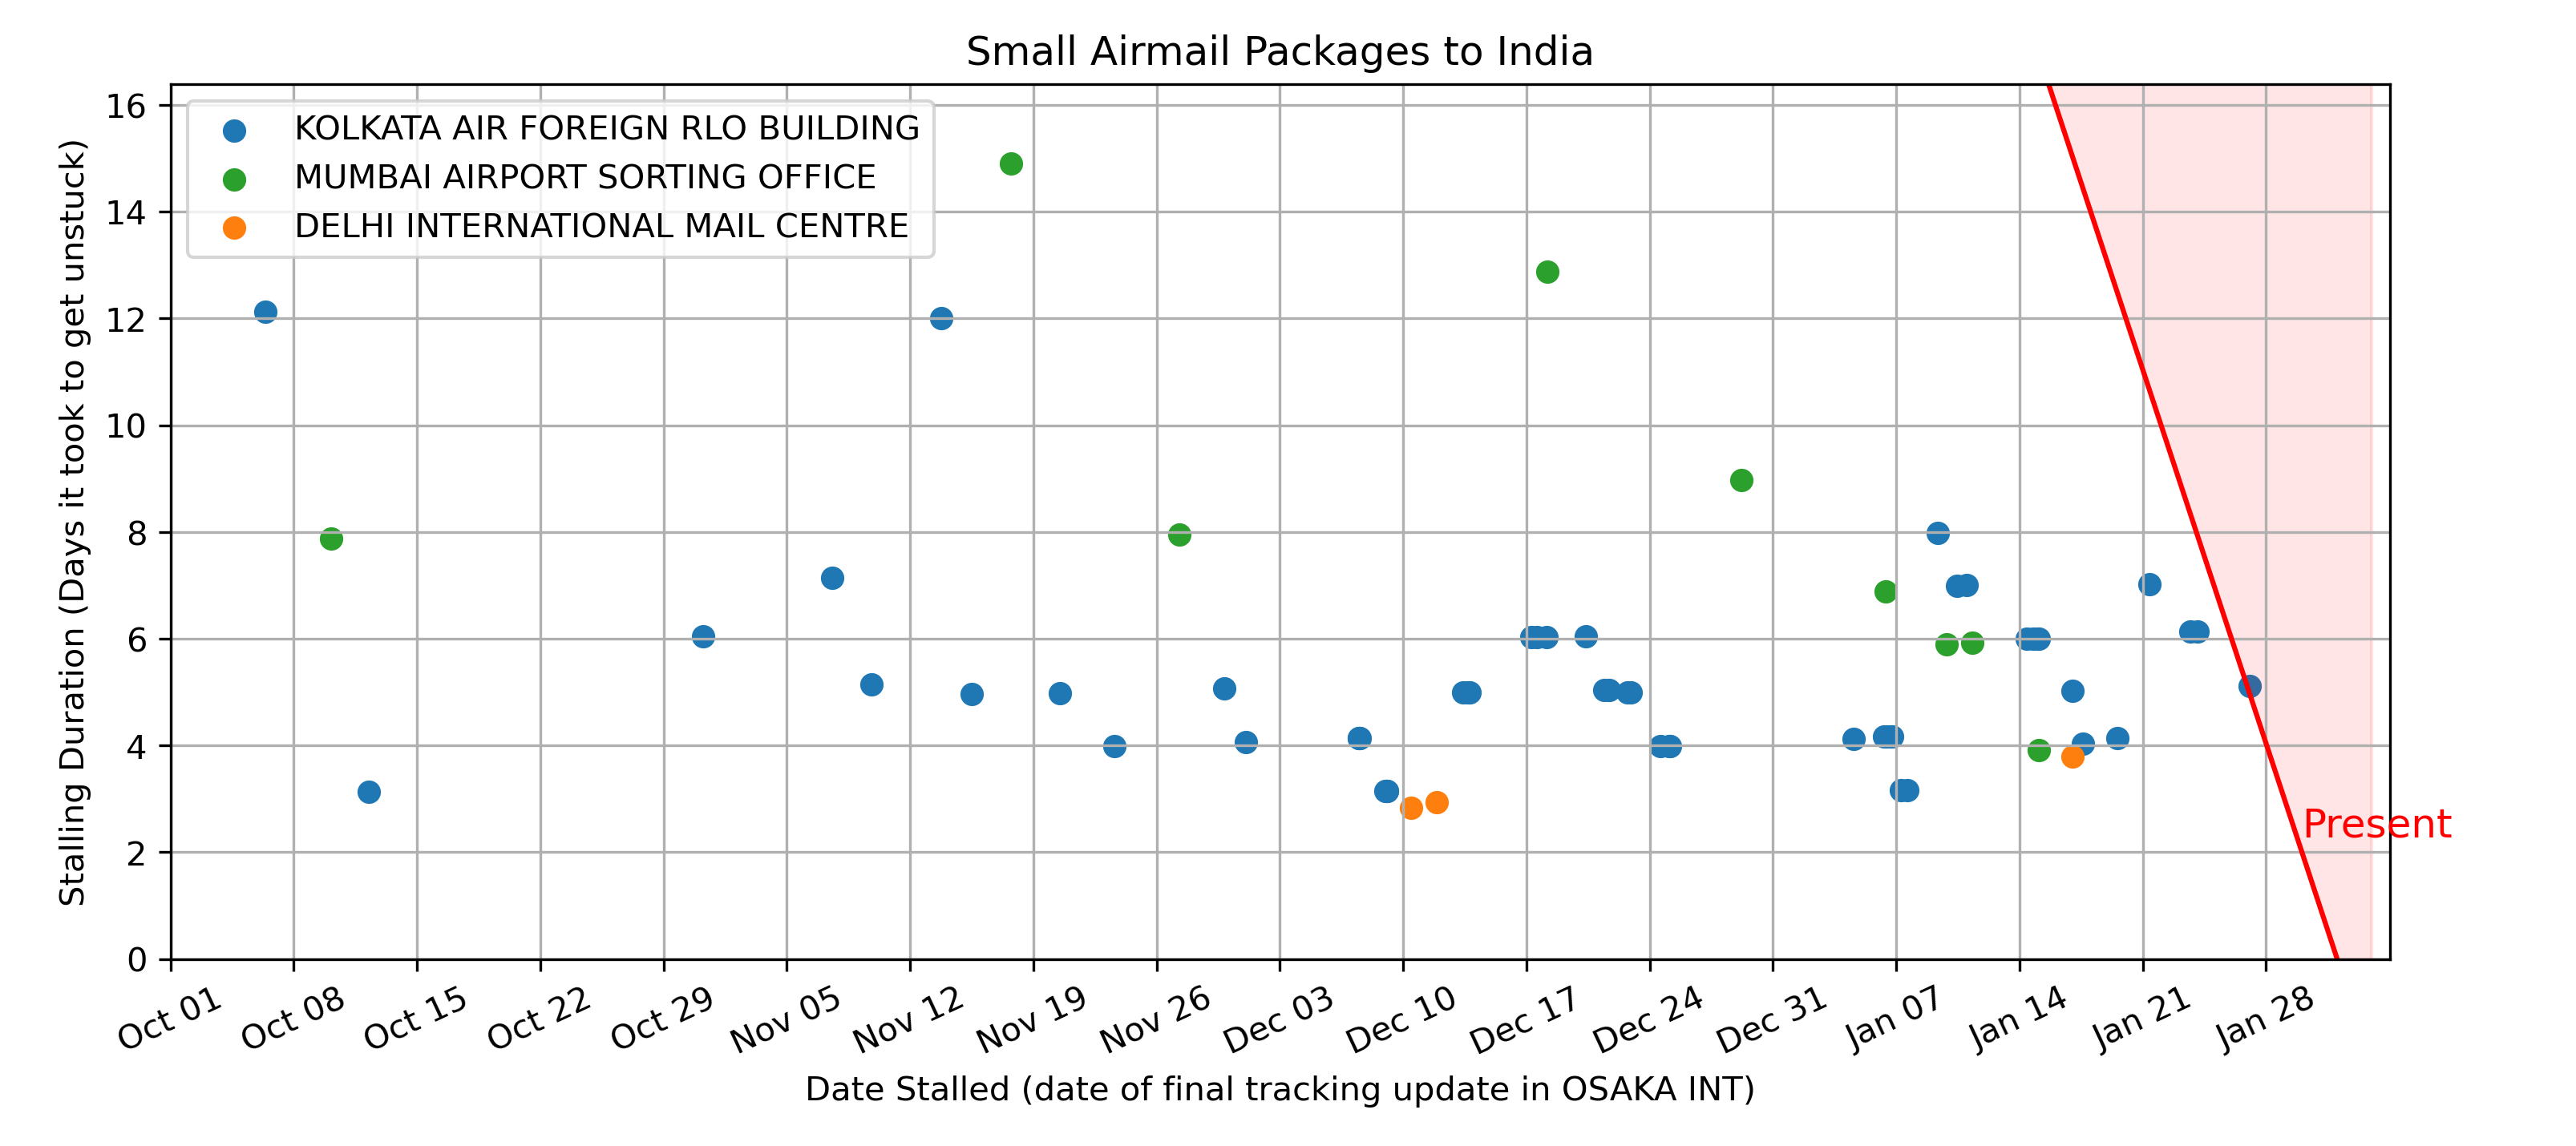 Small Airmail Packages to India
KOLKATA AIR FOREIGN RLO BUILDING
MUMBAI AIRPORT SORTING OFFICE
DELHI INTERNATIONAL MAIL CENTRE
Stalling Duration (Days it took to get unstuck)
16
14
12
10
8
6
4
2
0
Present
Oct 01
Oct 08
Oct 15
Oct 22
Oct 29
Nov 05
Nov 12
Nov 19
Nov 26
Dec 03
Dec 10
Dec 17
Dec 24
Dec 31
Jan 07
Jan 14
Jan 21
Jan 28
Date Stalled (date of final tracking update in OSAKA INT)